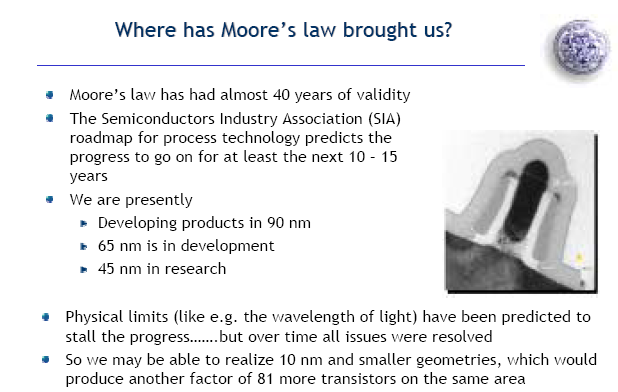 Where has Moore's law brought us?
Moore's law has had almost 40 years of validity
The Semiconductors Industry Association (SIA)
roadmap for process technology predicts the
progress to go on for at least the next 10 – 15
years
We are presently
Developing products in 90 nm
65 nm is in development
45 nm in research
Physical limits (like e.g. the wavelength of light) have been predicted to
stall the progress.......but over time all issues were resolved
So we may be able to realize 10 nm and smaller geometries, which would
produce another factor of 81 more transistors on the same area